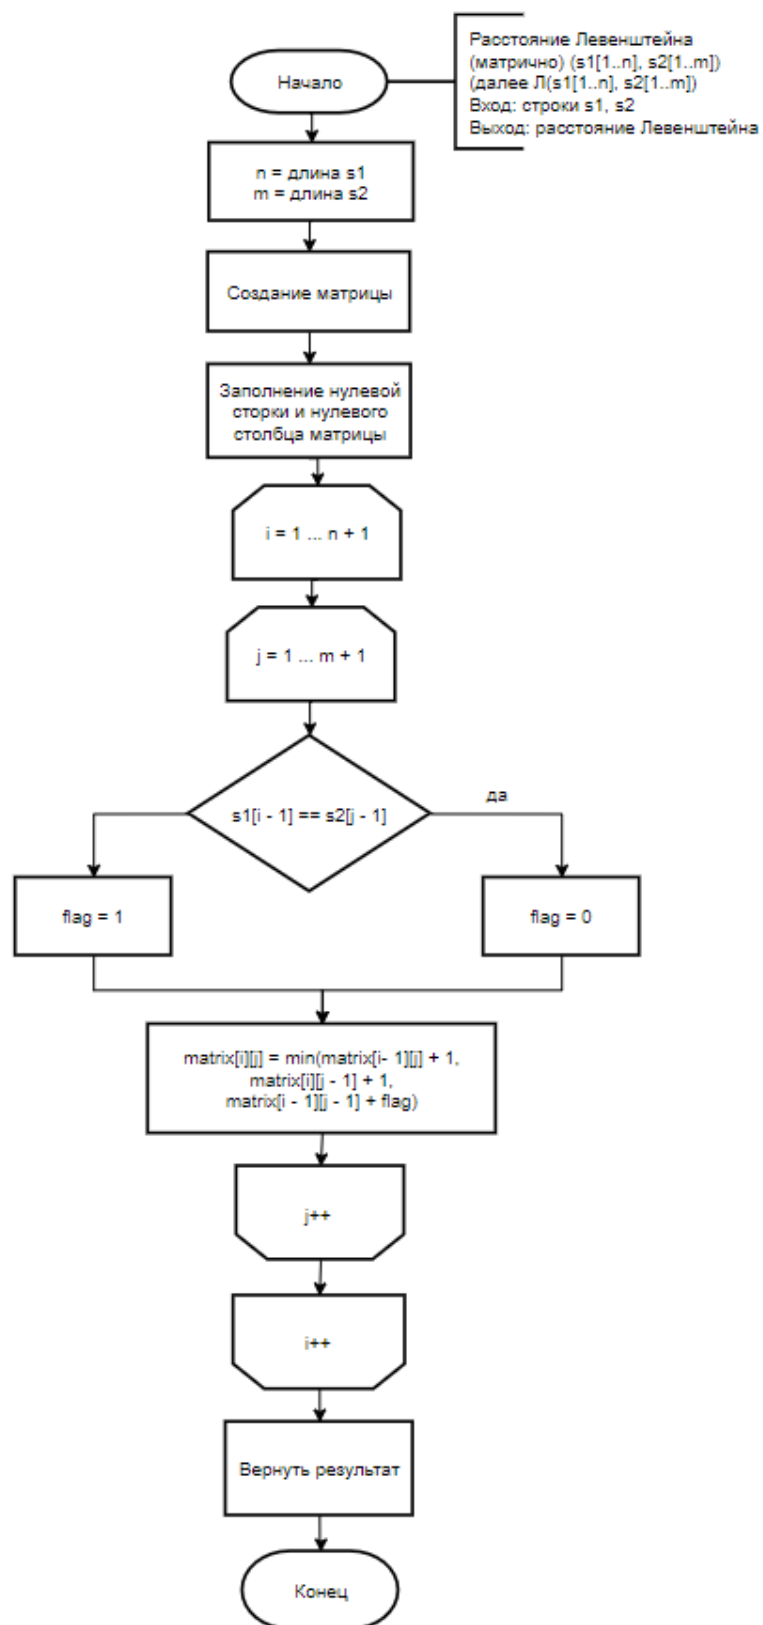 Начало
Расстояние Левенштейна
(матрично) (s1[1..n], s2[1..m])
(далее Л(s1[1..n], s2[1..m])
Вход: строки s1, s2
Выход: расстояние Левенштейна
n = длина s1
m = длина s2
Создание матрицы
Заполнение нулевой
сторки и нулевого
столбца матрицы
i = 1 ... n + 1
j = 1 ... m + 1
s1[i - 1] == s2[j - 1]
да
flag = 1
flag = 0
matrix[i][j] = min(matrix[i- 1][j] + 1,
matrix[i][j - 1] + 1,
matrix[i - 1][j - 1] + flag)
j++
i++
Вернуть результат
Конец